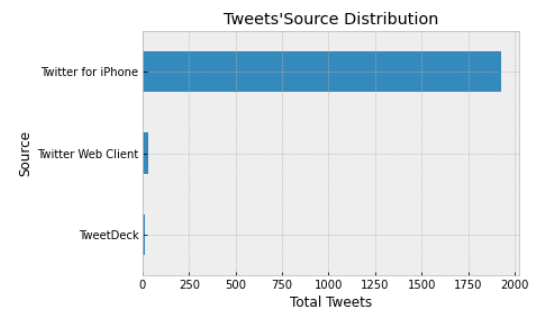 Tweets'Source Distribution
Twitter for iPhone
Twitter Web Client
TweetDeck
Source
0 250 500 750 1000 1250 1500 1750 2000
Total Tweets